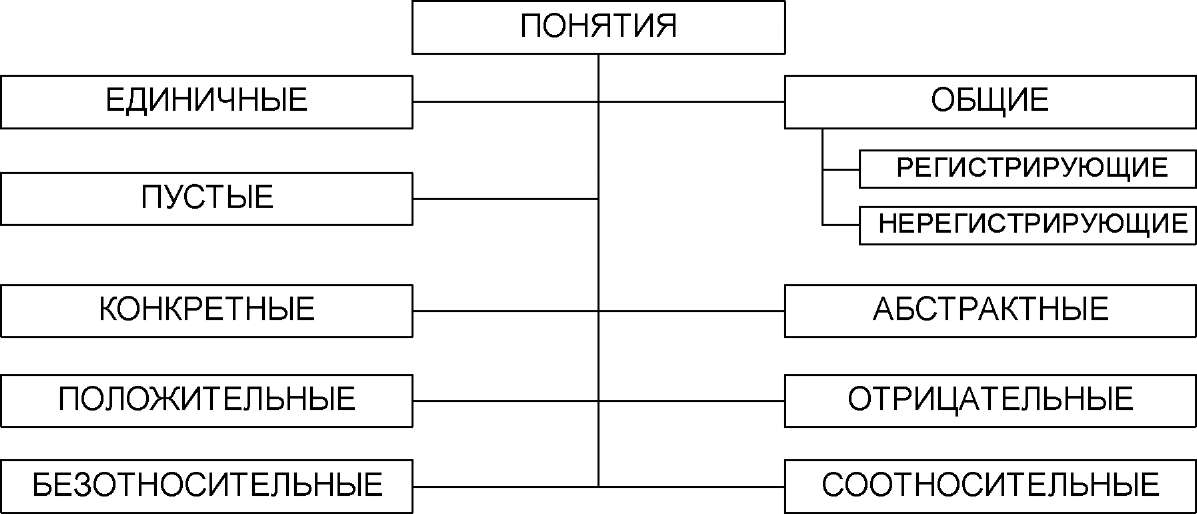 ПОНЯТИЯ
ЕДИНИЧНЫЕ
ОБЩИЕ
РЕГИСТРИРУЮЩИЕ
ПУСТЫЕ
НЕРЕГИСТРИРУЮЩИЕ
КОНКРЕТНЫЕ
АБСТРАКТНЫЕ
ПОЛОЖИТЕЛЬНЫЕ
ОТРИЦАТЕЛЬНЫЕ
БЕЗОТНОСИТЕЛЬНЫЕ
СООТНОСИТЕЛЬНЫЕ